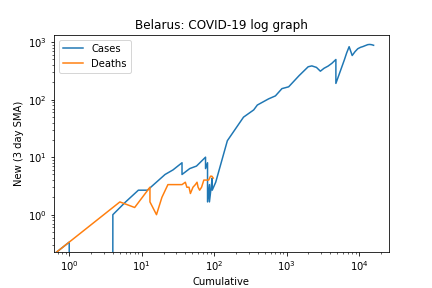 Belarus: COVID-19 log graph
Cases
Deaths
New (3 day SMA)
10³
10²
10¹
10⁰
10⁰ 10¹ 10² 10³ 10⁴
Cumulative